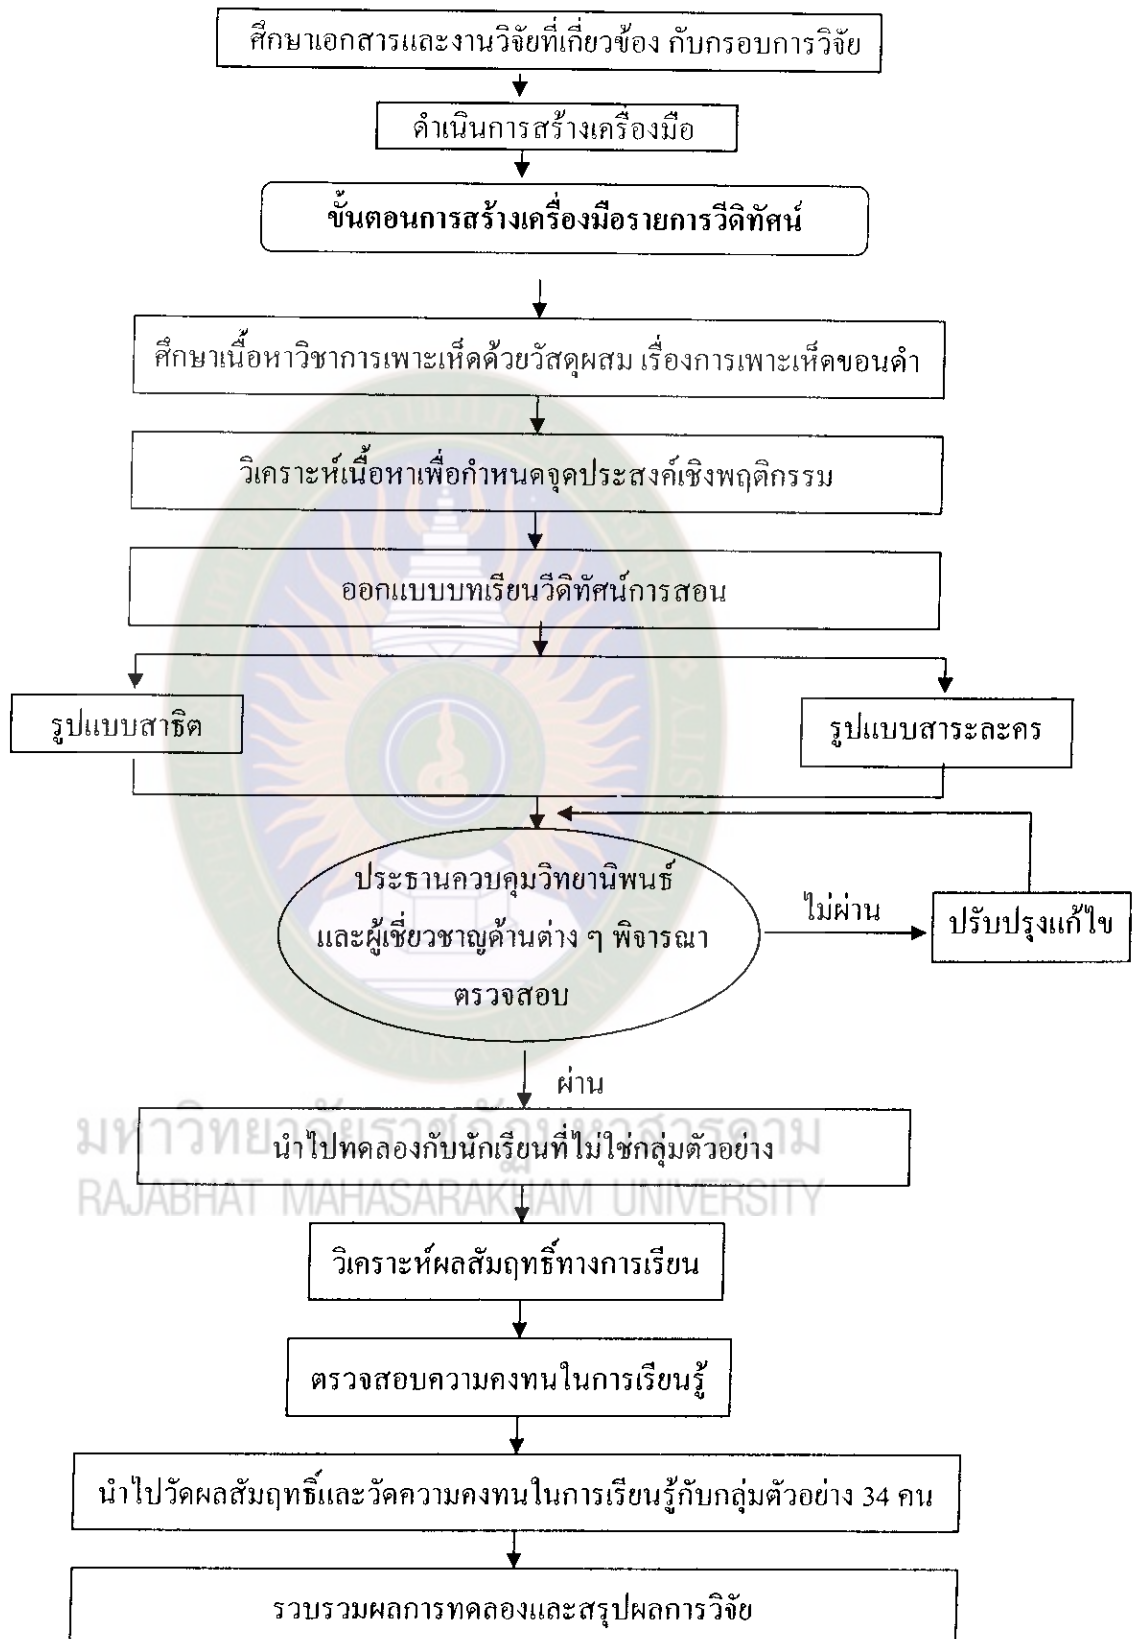 ศึกษาเอกสารและงานวิจัยที่เกี่ยวข้อง กับกรอบการวิจัย
ดำเนินการสร้างเครื่องมือ
ขั้นตอนการสร้างเครื่องมือรายการวีดิทัศน์
ศึกษาเนื้อหาวิชาการเพาะเห็ดด้วยวัสดุผสม เรื่องการเพาะเห็ดขอนดำ
วิเคราะห์เนื้อหาเพื่อกำหนดจุดประสงค์เชิงพฤติกรรม
ออกแบบบทเรียนวีดิทัศน์การสอน
รูปแบบสาธิต
รูปแบบสาระละคร
ประธานควบคุมวิทยานิพนธ์
และผู้เชี่ยวชาญด้านต่าง ๆ พิจารณา
ตรวจสอบ
ไม่ผ่าน
ปรับปรุงแก้ไข
ผ่าน
นำไปทดลองกับนักเรียนที่ไม่ใช่กลุ่มตัวอย่าง
มหาวิทยาลัยราชภัฏมหาสารคาม
RAJABHAT MAHASARAKHAM UNIVERSITY
วิเคราะห์ผลสัมฤทธิ์ทางการเรียน
ตรวจสอบความคงทนในการเรียนรู้
นำไปวัดผลสัมฤทธิ์และวัดความคงทนในการเรียนรู้กับกลุ่มตัวอย่าง 34 คน
รวบรวมผลการทดลองและสรุปผลการวิจัย